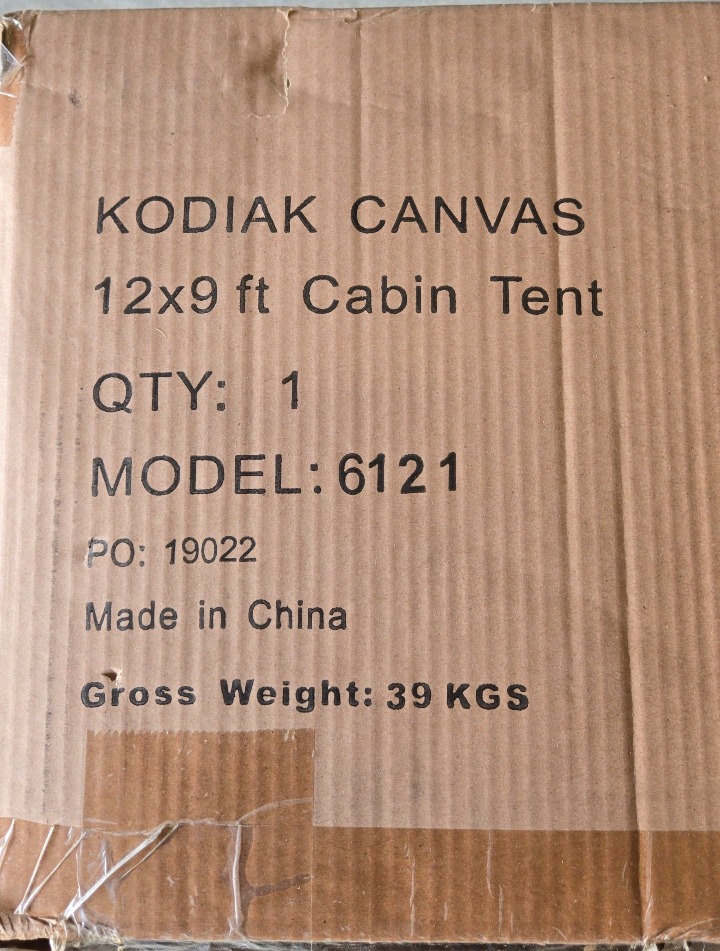 KODIAK CANVAS
12x9 ft Cabin Tent
QTY: 1
MODEL: 6121
PO: 19022
Made in China
Gross Weight: 39 KGS